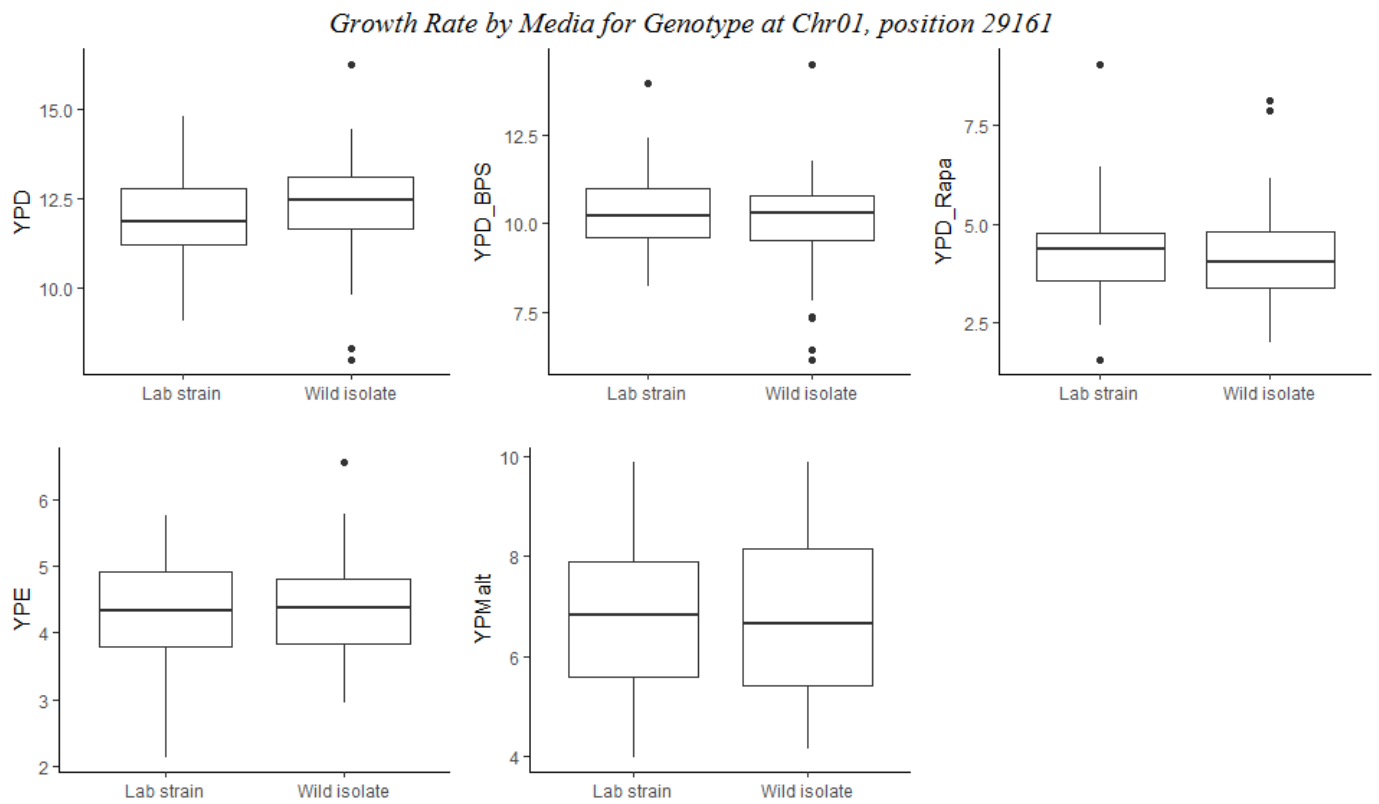 Growth Rate by Media for Genotype at Chr01, position 29161
YPD
15.0
12.5
10.0
Lab strain
Wild isolate
YPD_BPS
12.5
10.0
7.5
Lab strain
Wild isolate
YPD_Rapa
7.5
5.0
2.5
Lab strain
Wild isolate
YPE
6
5
4
3
2
Lab strain
Wild isolate
YPMalt
10
8
6
4
Lab strain
Wild isolate